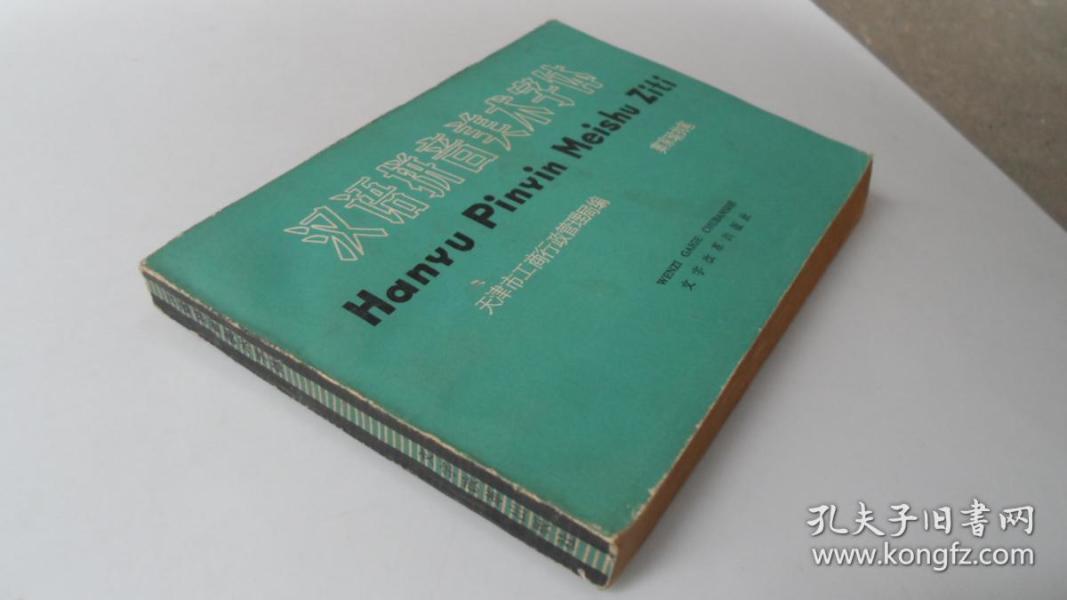 汉语拼音美术字体
Hanyu Pinyin Meishu Ziti
天津市工商行政管理局编
WENZI GAIGE CHUBANSHE
文字改革出版社
孔夫子旧书网
www.kongfz.com